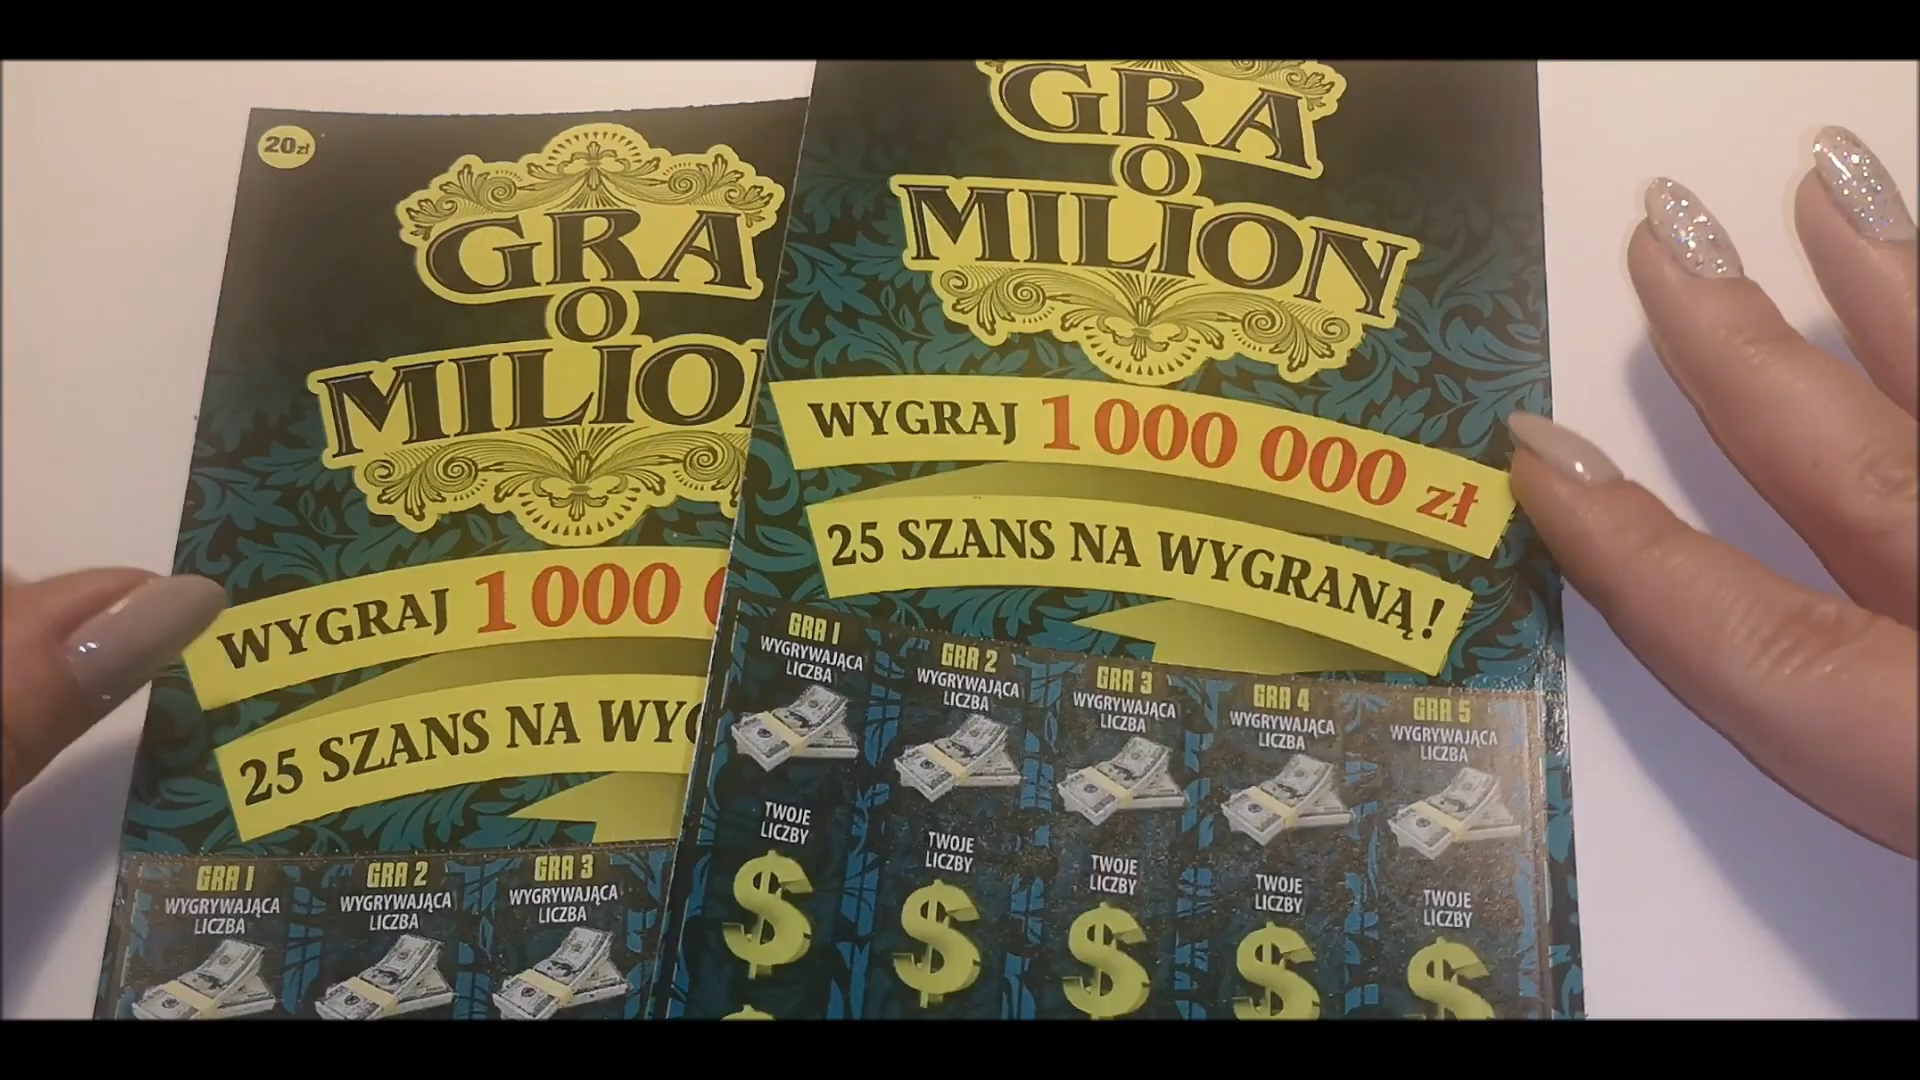 20zł
GRA
O
MILIO
WYGRAJ 1 000
25 SZANS NA WYG
GRA 1
WYGRYWAJĄCA
LICZBA
GRA 2
WYGRYWAJĄCA
LICZBA
GRA 3
WYGRYWAJĄCA
LICZBA
GRA
O
MILION
WYGRAJ 1 000 000 zł
25 SZANS NA WYGRANĄ!
GRA 1
WYGRYWAJĄCA
LICZBA
GRA 2
WYGRYWAJĄCA
LICZBA
GRA 3
WYGRYWAJĄCA
LICZBA
GRA 4
WYGRYWAJĄCA
LICZBA
GRA 5
WYGRYWAJĄCA
LICZBA
TWOJE
LICZBY
$
TWOJE
LICZBY
$
TWOJE
LICZBY
$
TWOJE
LICZBY
$
TWOJE
LICZBY
$